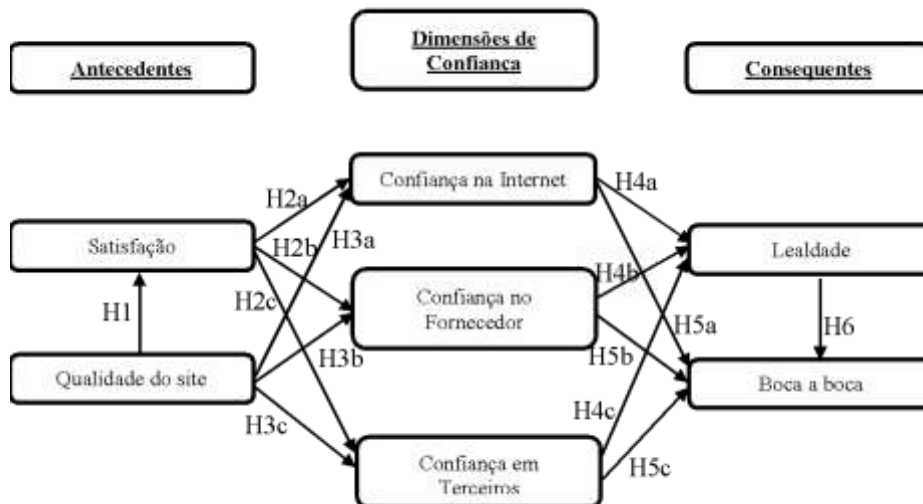 Antecedentes
Dimensões de
Confiança
Consequentes
Confiança na Internet
H2a
H4a
Satisfação
H2b
H3a
Lealdade
H2c
Confiança no
Fornecedor
H4b
H1
H5a
H6
Qualidade do site
H3b
H5b
Boca a boca
H3c
H4c
Confiança em
Terceiros
H5c